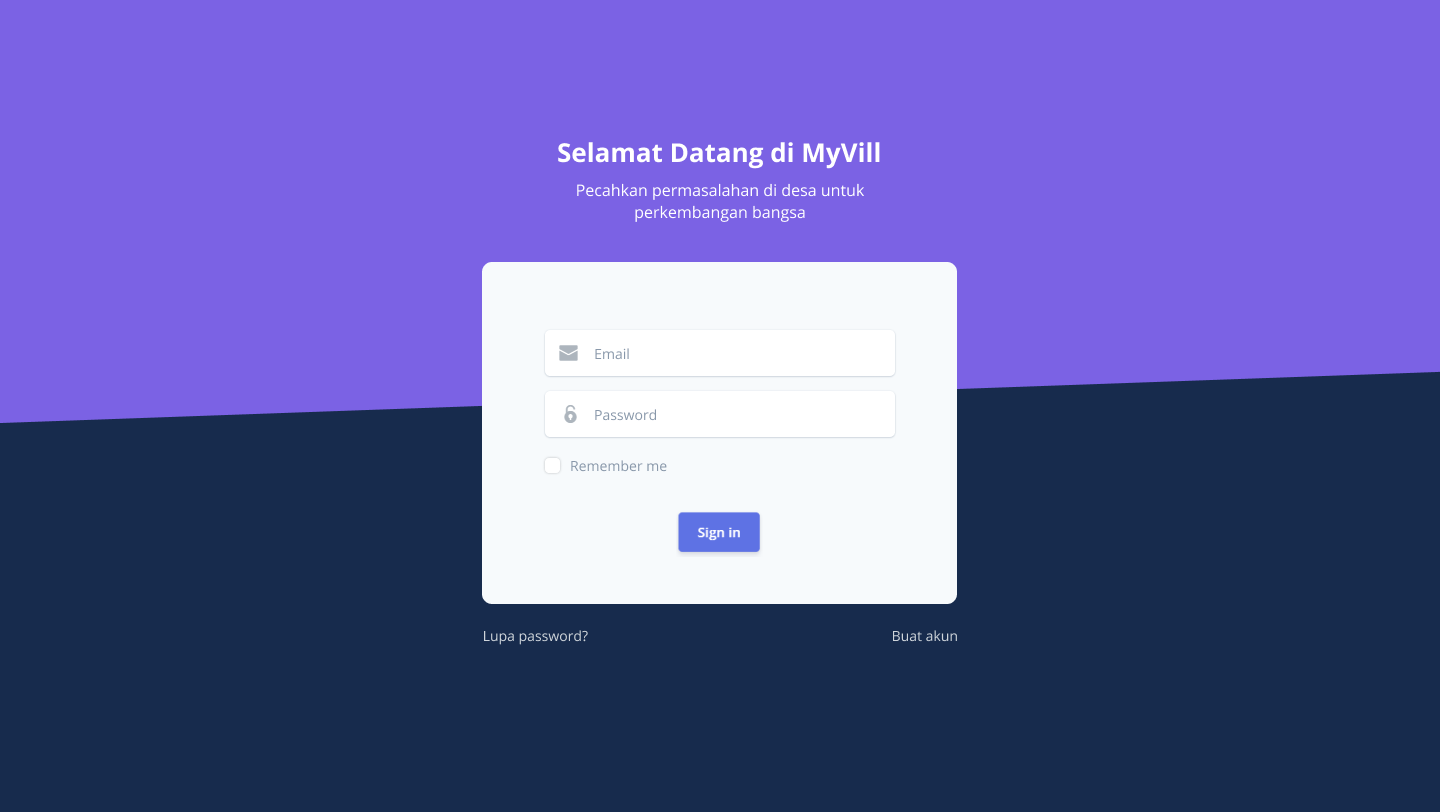 Selamat Datang di MyVill
Pecahkan permasalahan di desa untuk
perkembangan bangsa
Email
Password
Remember me
Sign in
Lupa password?
Buat akun